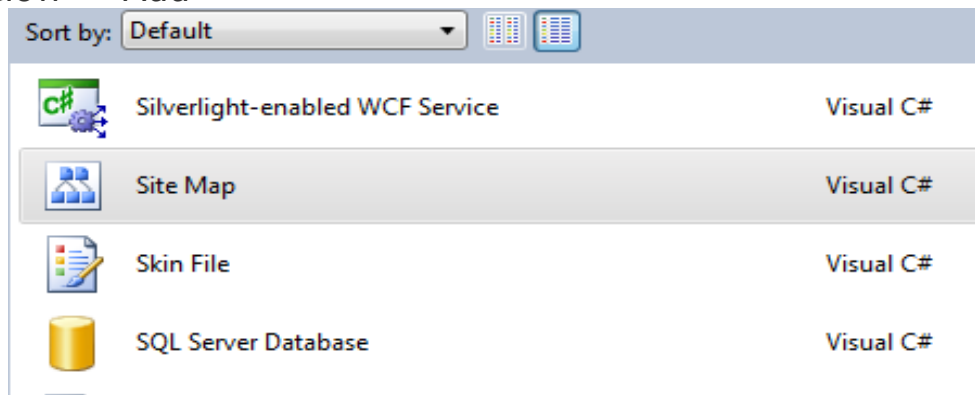 Sort by: Default
C# Silverlight-enabled WCF Service Visual C#
Site Map Visual C#
Skin File Visual C#
SQL Server Database Visual C#